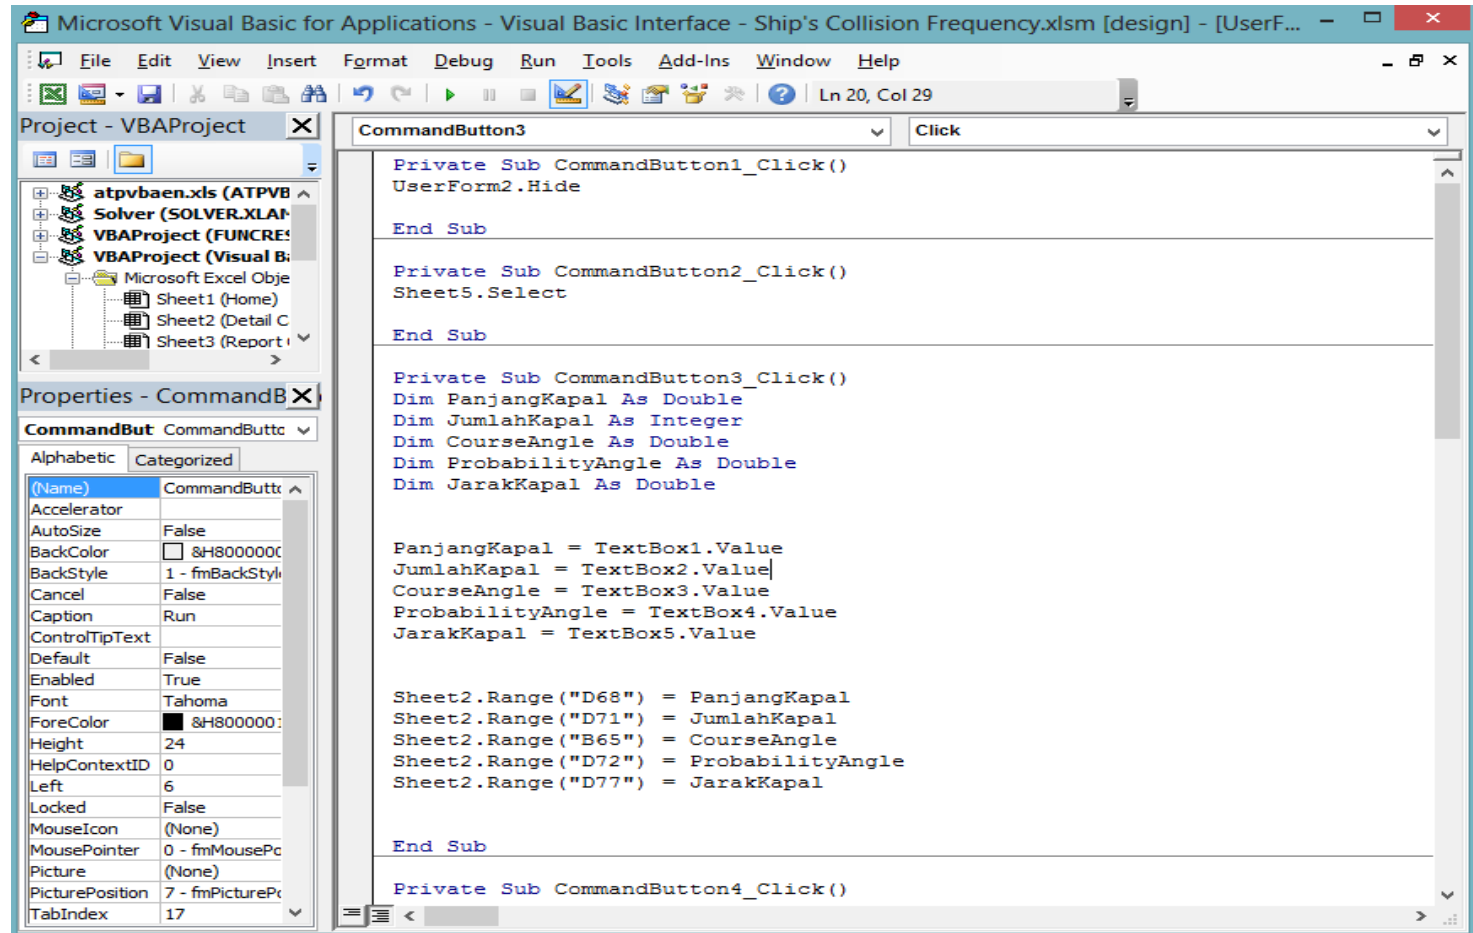 Microsoft Visual Basic for Applications - Visual Basic Interface - Ship's Collision Frequency.xlsm [design] - [UserF...
File Edit View Insert Format Debug Run Tools Add-Ins Window Help
Ln 20, Col 29
Project - VBAProject
atpvbaen.xls (ATPVB
Solver (SOLVER.XLAM
VBAProject (FUNCRES
VBAProject (Visual Ba
Microsoft Excel Obje
Sheet1 (Home)
Sheet2 (Detail C
Sheet3 (Report
Properties - CommandB
CommandBut CommandButto
Alphabetic Categorized
(Name) CommandButto
Accelerator
AutoSize False
BackColor &H8000000
BackStyle 1 - fmBackStyl
Cancel False
Caption Run
ControlTipText
Default False
Enabled True
Font Tahoma
ForeColor &H8000001
Height 24
HelpContextID 0
Left 6
Locked False
MouseIcon (None)
MousePointer 0 - fmMousePo
Picture (None)
PicturePosition 7 - fmPicturePo
TabIndex 17
CommandButton3 Click
Private Sub CommandButton1_Click()
UserForm2.Hide
End Sub
Private Sub CommandButton2_Click()
Sheet5.Select
End Sub
Private Sub CommandButton3_Click()
Dim PanjangKapal As Double
Dim JumlahKapal As Integer
Dim CourseAngle As Double
Dim ProbabilityAngle As Double
Dim JarakKapal As Double
PanjangKapal = TextBox1.Value
JumlahKapal = TextBox2.Value
CourseAngle = TextBox3.Value
ProbabilityAngle = TextBox4.Value
JarakKapal = TextBox5.Value
Sheet2.Range("D68") = PanjangKapal
Sheet2.Range("D71") = JumlahKapal
Sheet2.Range("B65") = CourseAngle
Sheet2.Range("D72") = ProbabilityAngle
Sheet2.Range("D77") = JarakKapal
End Sub
Private Sub CommandButton4_Click()